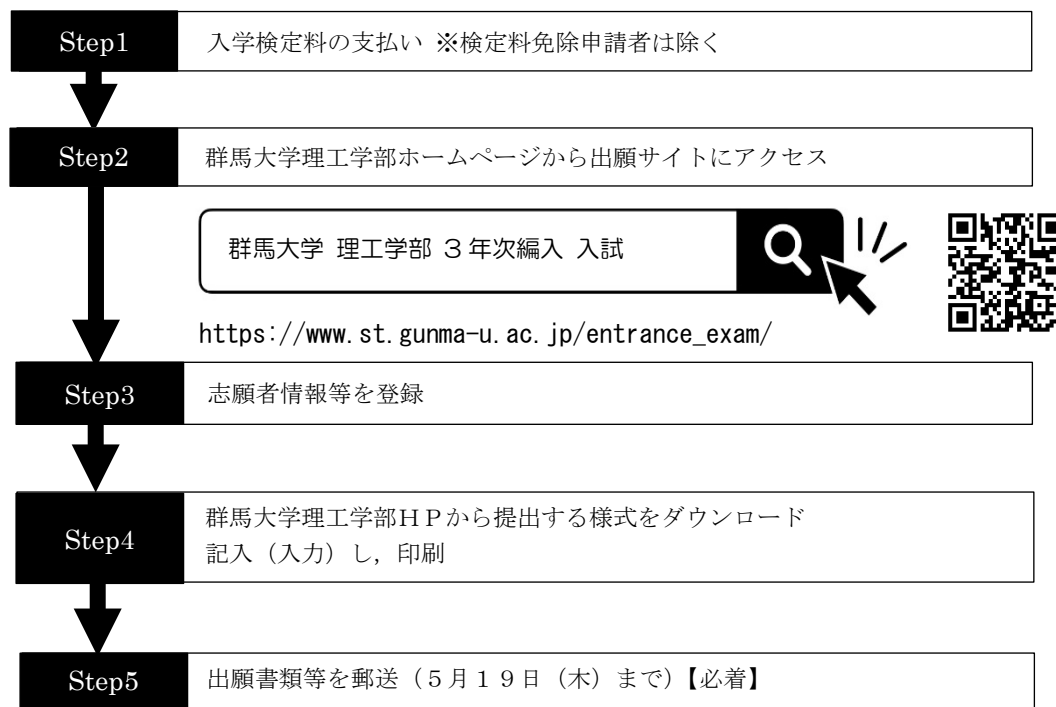 Step1
入学検定料の支払い ※検定料免除申請者は除く
Step2
群馬大学理工学部ホームページから出願サイトにアクセス
群馬大学 理工学部 3年次編入 入試
https://www.st.gunma-u.ac.jp/entrance_exam/
Step3
志願者情報等を登録
Step4
群馬大学理工学部HPから提出する様式をダウンロード
記入（入力）し，印刷
Step5
出願書類等を郵送（５月１９日（木）まで）【必着】